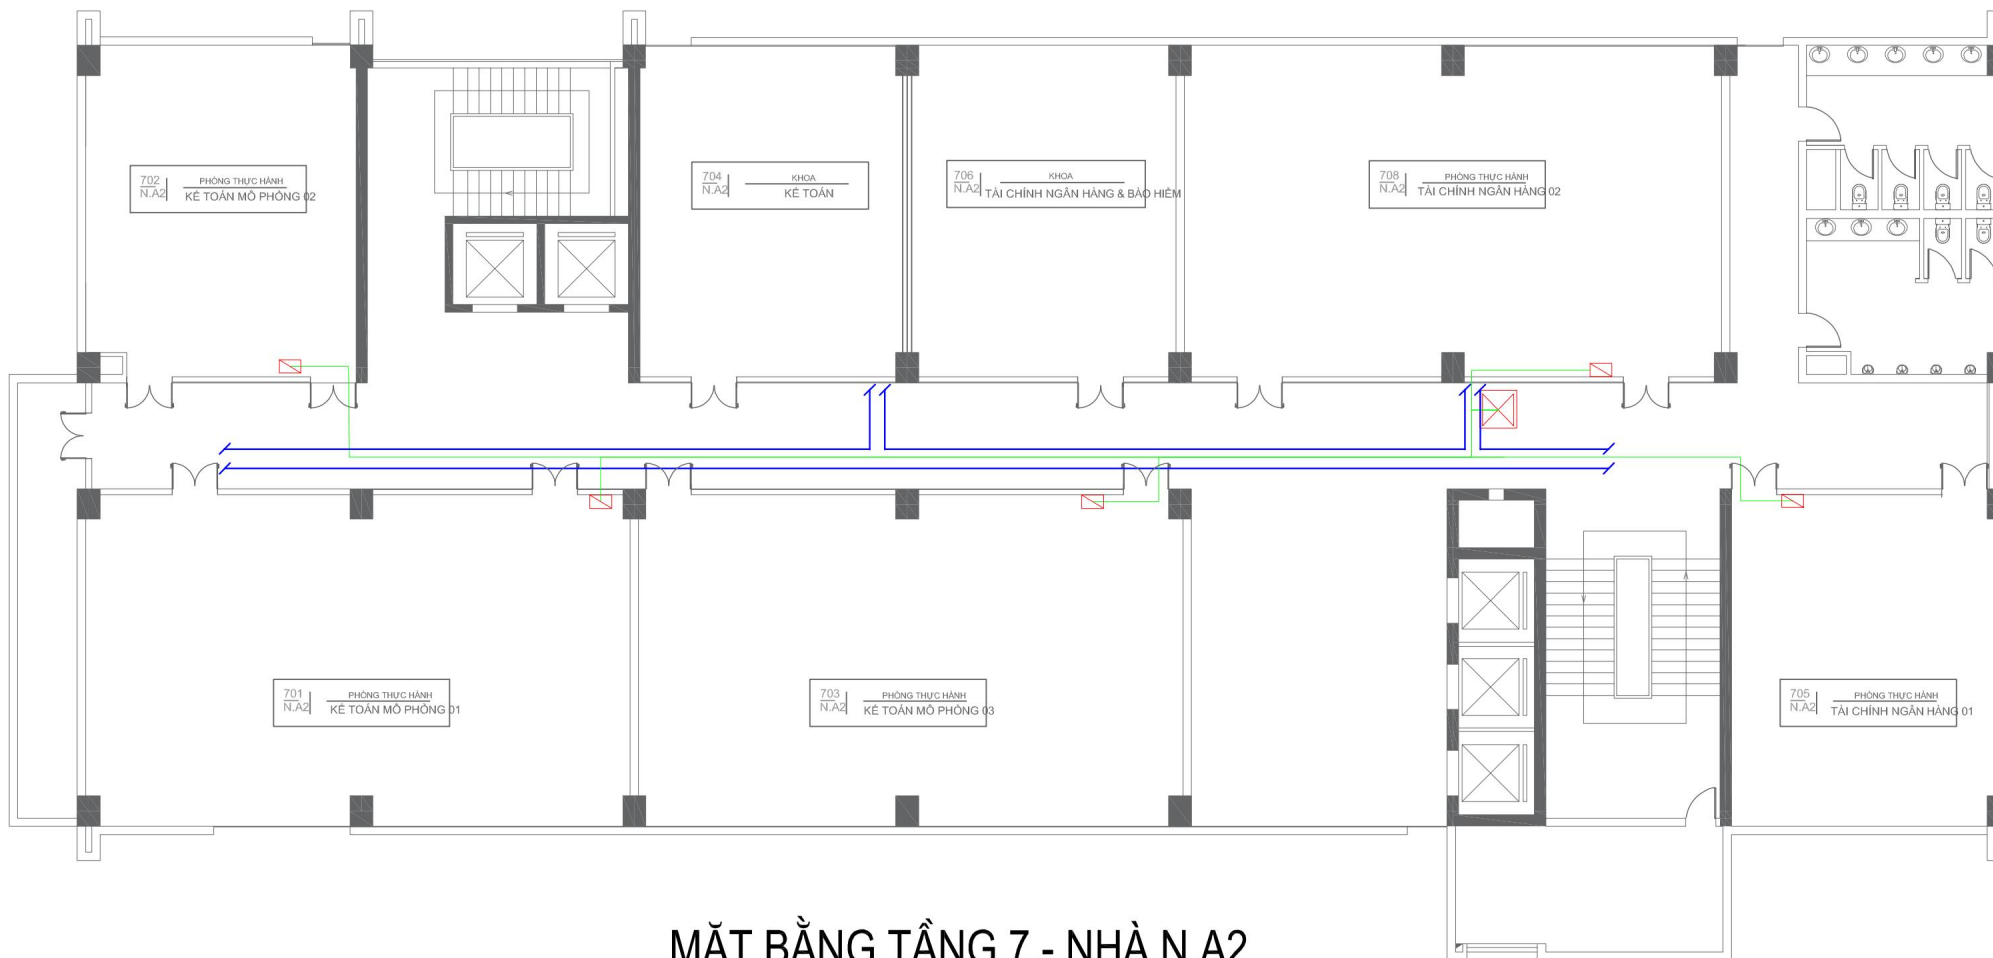 702
N.A2
PHÒNG THỰC HÀNH
KẾ TOÁN MÔ PHỎNG 02
704
N.A2
KHOA
KẾ TOÁN
706
N.A2
KHOA
TÀI CHÍNH NGÂN HÀNG & BẢO HIỂM
708
N.A2
PHÒNG THỰC HÀNH
TÀI CHÍNH NGÂN HÀNG 02
701
N.A2
PHÒNG THỰC HÀNH
KẾ TOÁN MÔ PHỎNG 01
703
N.A2
PHÒNG THỰC HÀNH
KẾ TOÁN MÔ PHỎNG 03
705
N.A2
PHÒNG THỰC HÀNH
TÀI CHÍNH NGÂN HÀNG 01
MẶT BẰNG TẦNG 7 - NHÀ N.A2